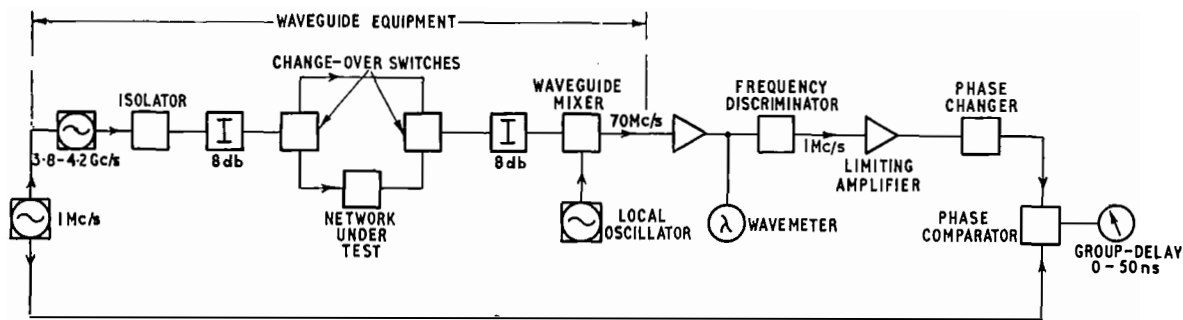 WAVEGUIDE EQUIPMENT
CHANGE-OVER SWITCHES
ISOLATOR
3·8-4·2Gc/s
1Mc/s
8db
NETWORK
UNDER
TEST
8db
WAVEGUIDE
MIXER
70Mc/s
LOCAL
OSCILLATOR
λ
WAVEMETER
FREQUENCY
DISCRIMINATOR
1Mc/s
LIMITING
AMPLIFIER
PHASE
CHANGER
PHASE
COMPARATOR
GROUP-DELAY
0-50ns